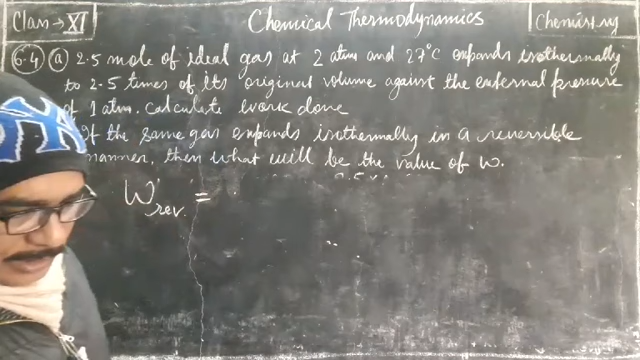 Class → XI
Chemical Thermodynamics
Chemistry
6.4 (a) 2.5 mole of ideal gas at 2 atm and 27°C expands isothermally
to 2.5 times of its original volume against the external pressure
of 1 atm. Calculate work done
If the same gas expands isothermally in a reversible
manner, then what will be the value of w.
W rev. =